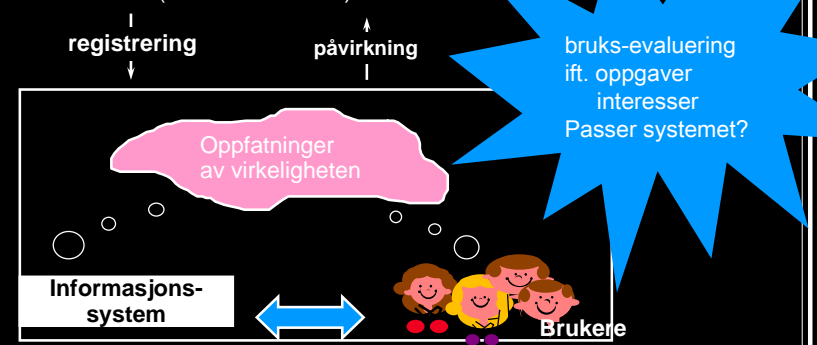 registrering
påvirkning
bruks-evaluering
ift. oppgaver
interesser
Passer systemet?
Oppfatninger
av virkeligheten
Informasjons-
system
Brukere